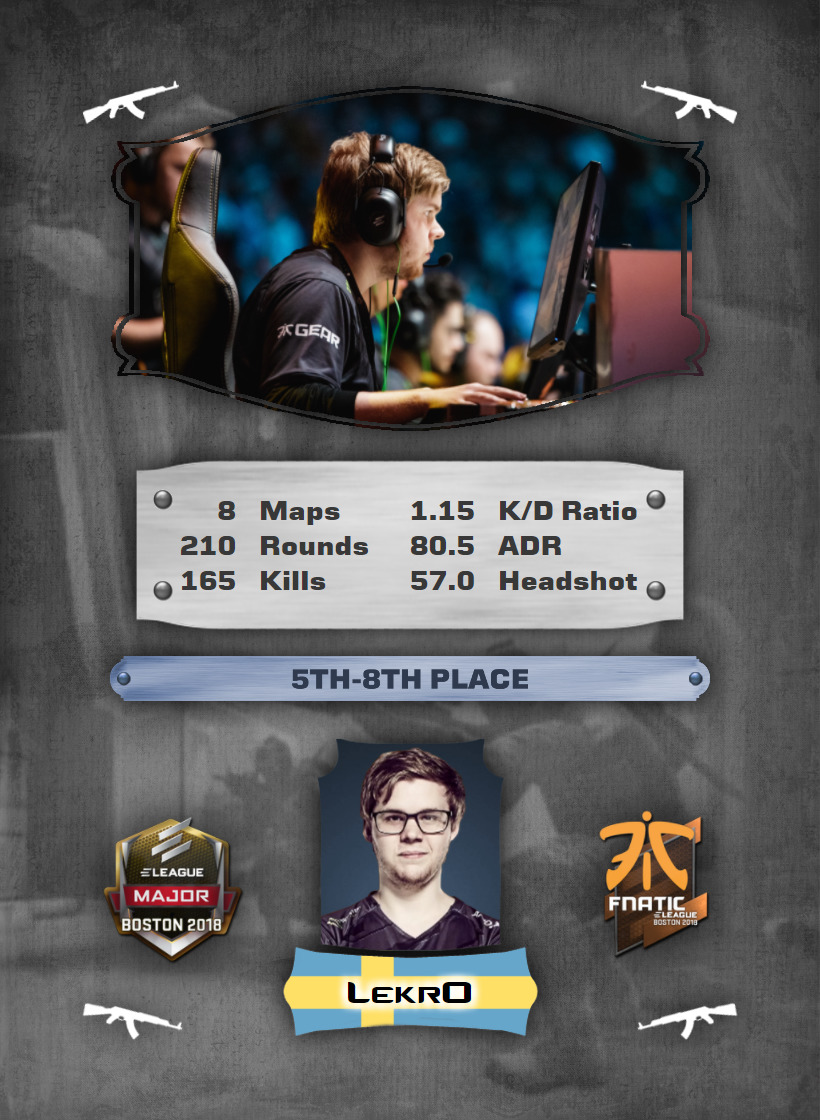 GEAR
8 Maps 1.15 K/D Ratio
210 Rounds 80.5 ADR
165 Kills 57.0 Headshot
5TH-8TH PLACE
ELEAGUE
MAJOR
BOSTON 2018
FNATIC
ELEAGUE
BOSTON 2018
LEKRO